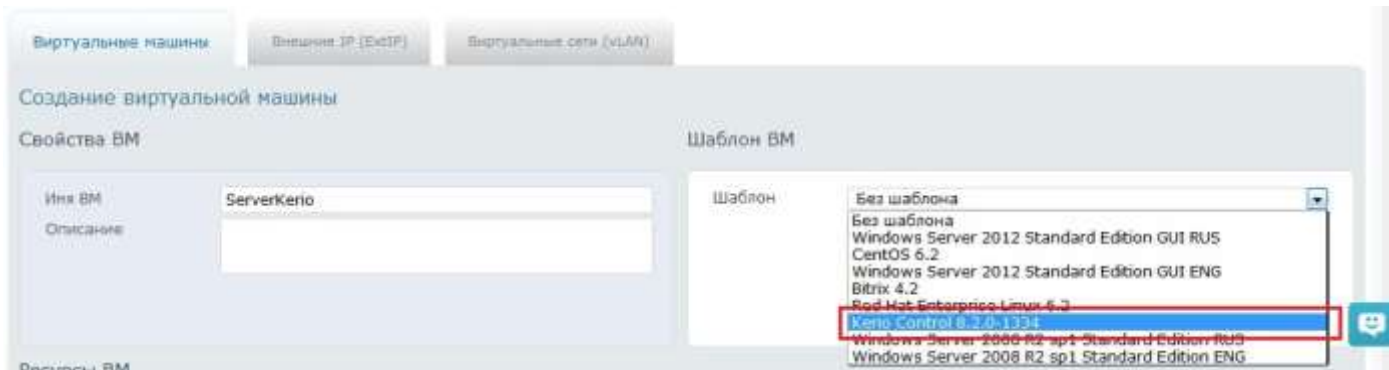 Виртуальные машины
Внешние IP (ExtIP)
Виртуальные сети (vLAN)
Создание виртуальной машины
Свойства ВМ
Шаблон ВМ
Имя ВМ
ServerKerio
Шаблон
Без шаблона
Описание
Без шаблона
Windows Server 2012 Standard Edition GUI RUS
CentOS 6.2
Windows Server 2012 Standard Edition GUI ENG
Bitrix 4.2
Red Hat Enterprise Linux 6.2
Kerio Control 8.2.0-1334
Windows Server 2008 R2 sp1 Standard Edition RUS
Windows Server 2008 R2 sp1 Standard Edition ENG
Ресурсы ВМ